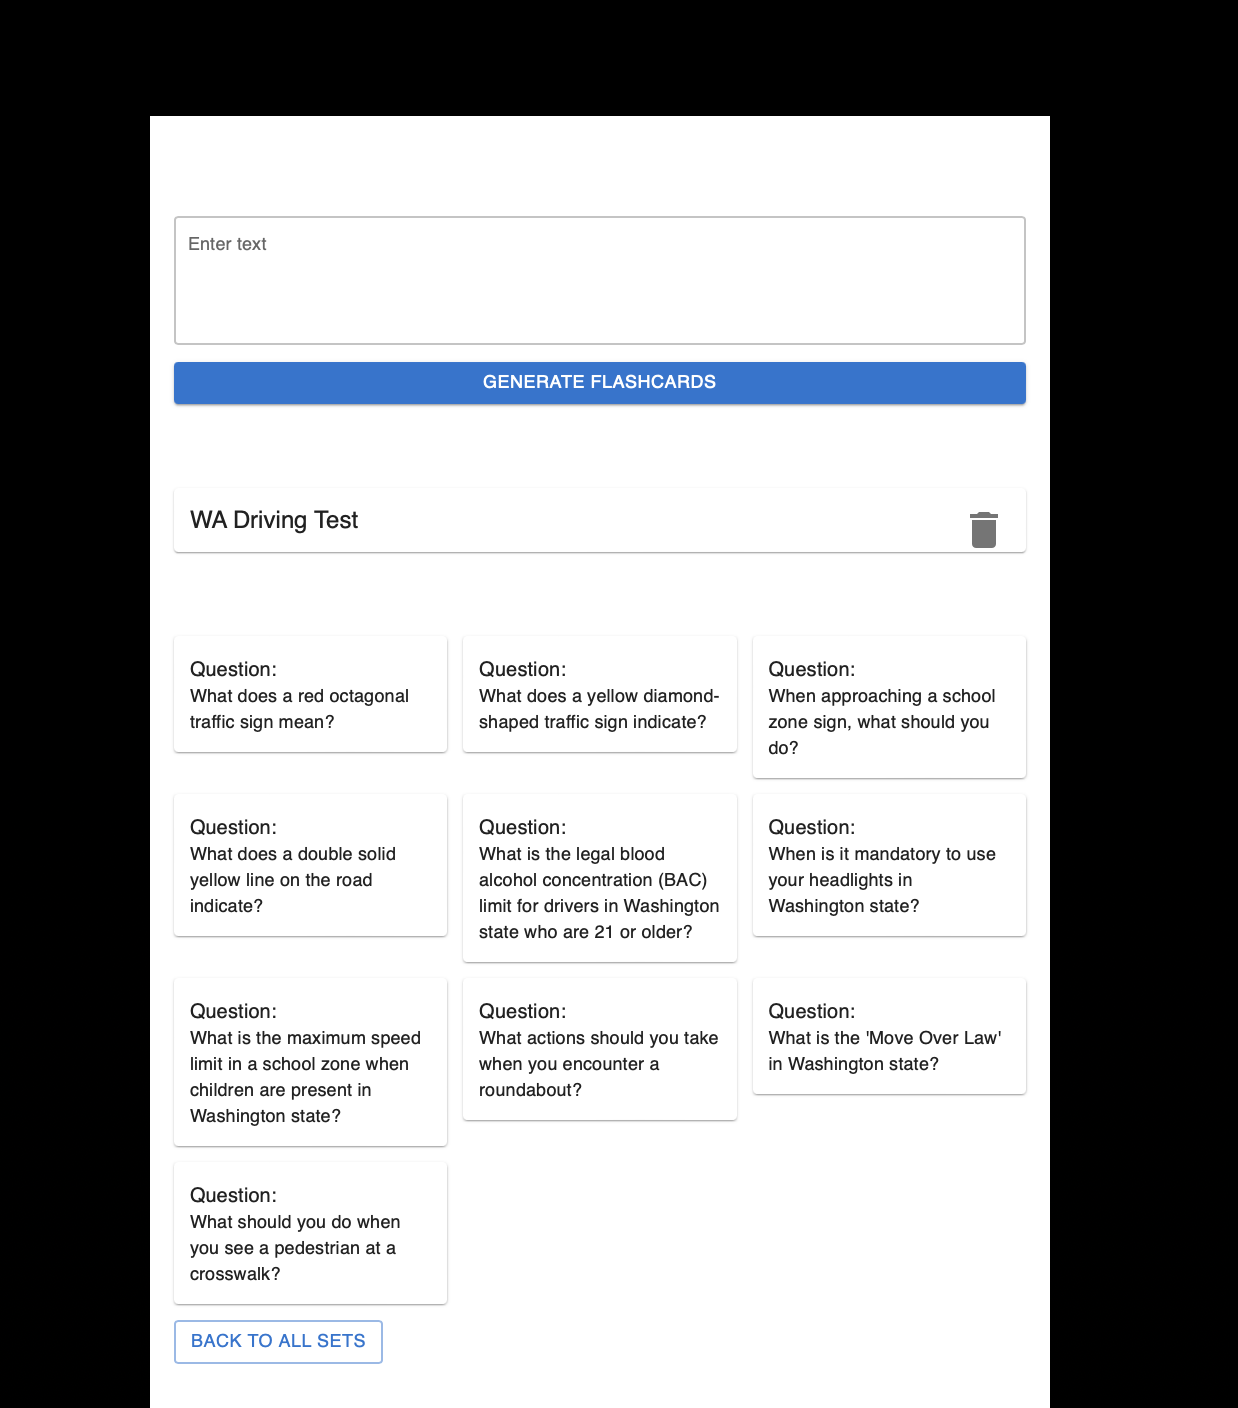 Enter text
GENERATE FLASHCARDS
WA Driving Test
Question:
What does a red octagonal
traffic sign mean?
Question:
What does a yellow diamond-
shaped traffic sign indicate?
Question:
When approaching a school
zone sign, what should you
do?
Question:
What does a double solid
yellow line on the road
indicate?
Question:
What is the legal blood
alcohol concentration (BAC)
limit for drivers in Washington
state who are 21 or older?
Question:
When is it mandatory to use
your headlights in
Washington state?
Question:
What is the maximum speed
limit in a school zone when
children are present in
Washington state?
Question:
What actions should you take
when you encounter a
roundabout?
Question:
What is the 'Move Over Law'
in Washington state?
Question:
What should you do when
you see a pedestrian at a
crosswalk?
BACK TO ALL SETS